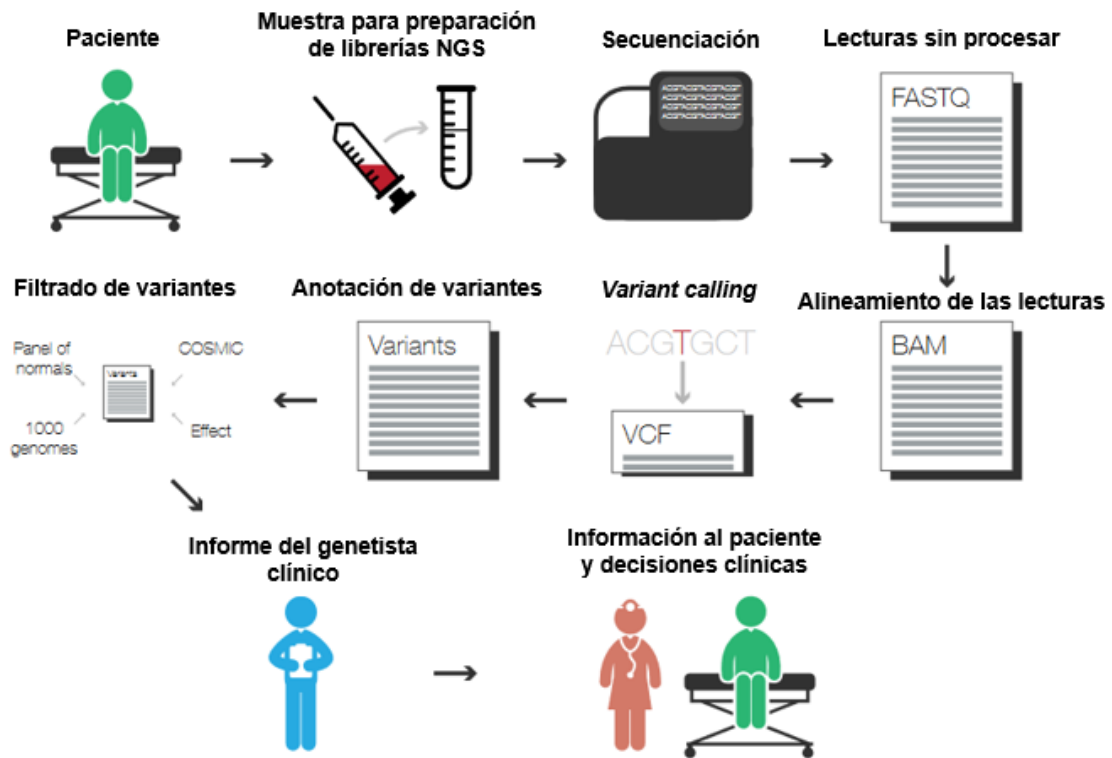 Paciente
Muestra para preparación
de librerías NGS
Secuenciación
Lecturas sin procesar
FASTQ
Filtrado de variantes
Anotación de variantes
Variant calling
Alineamiento de las lecturas
Panel of
normals
COSMIC
Variants
1000
genomes
Effect
Variants
ACGTGCT
VCF
BAM
Informe del genetista
clínico
Información al paciente
y decisiones clínicas